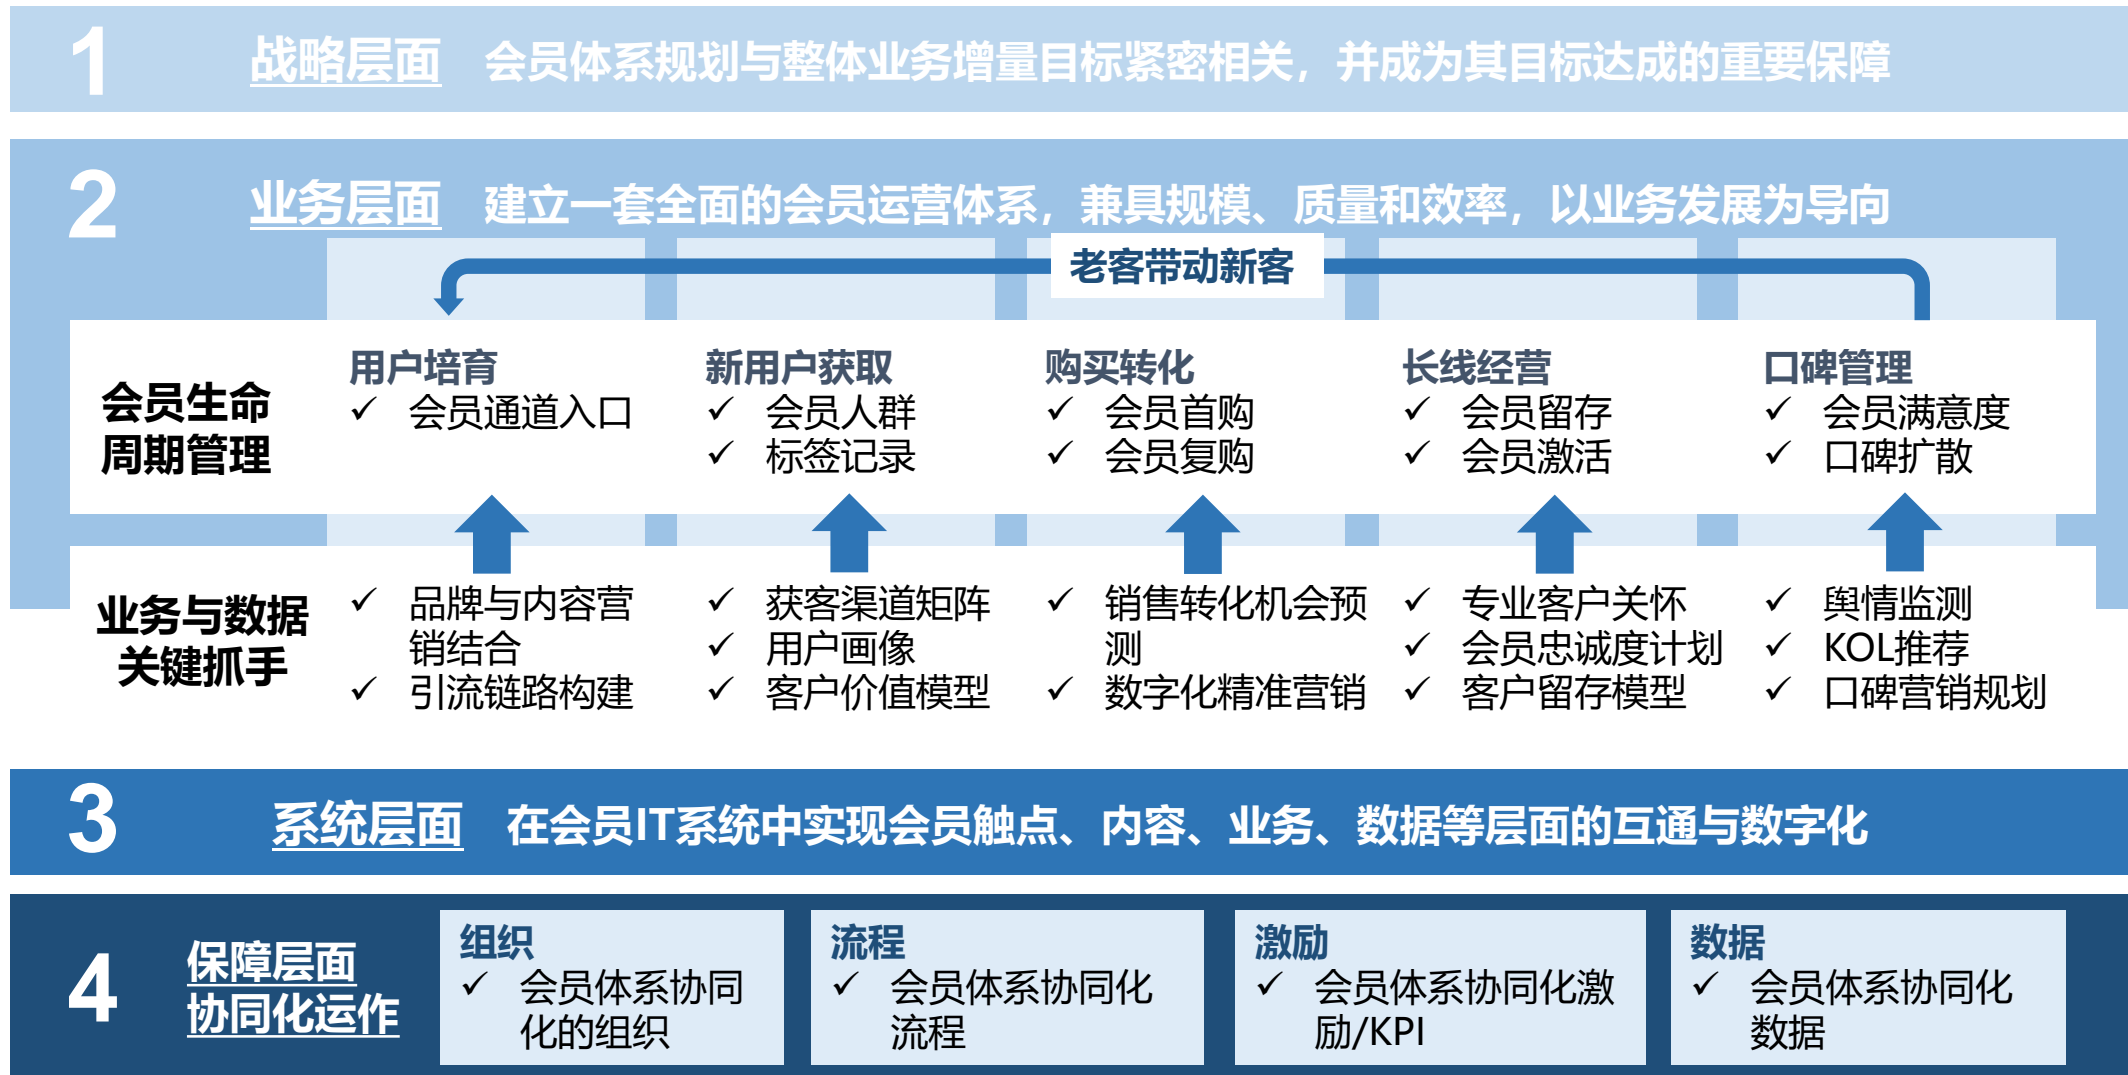 1
战略层面 会员体系规划与整体业务增量目标紧密相关，并成为其目标达成的重要保障
2
业务层面 建立一套全面的会员运营体系，兼具规模、质量和效率，以业务发展为导向
老客带动新客
会员生命
周期管理
用户培育
✓ 会员通道入口
新用户获取
✓ 会员人群
✓ 标签记录
购买转化
✓ 会员首购
✓ 会员复购
长线经营
✓ 会员留存
✓ 会员激活
口碑管理
✓ 会员满意度
✓ 口碑扩散
业务与数据
关键抓手
✓ 品牌与内容营
销结合
✓ 引流链路构建
✓ 获客渠道矩阵
✓ 用户画像
✓ 客户价值模型
✓ 销售转化机会预
测
✓ 数字化精准营销
✓ 专业客户关怀
✓ 会员忠诚度计划
✓ 客户留存模型
✓ 舆情监测
✓ KOL推荐
✓ 口碑营销规划
3
系统层面 在会员IT系统中实现会员触点、内容、业务、数据等层面的互通与数字化
4
保障层面
协同化运作
组织
✓ 会员体系协同
化的组织
流程
✓ 会员体系协同化
流程
激励
✓ 会员体系协同化激
励/KPI
数据
✓ 会员体系协同化
数据